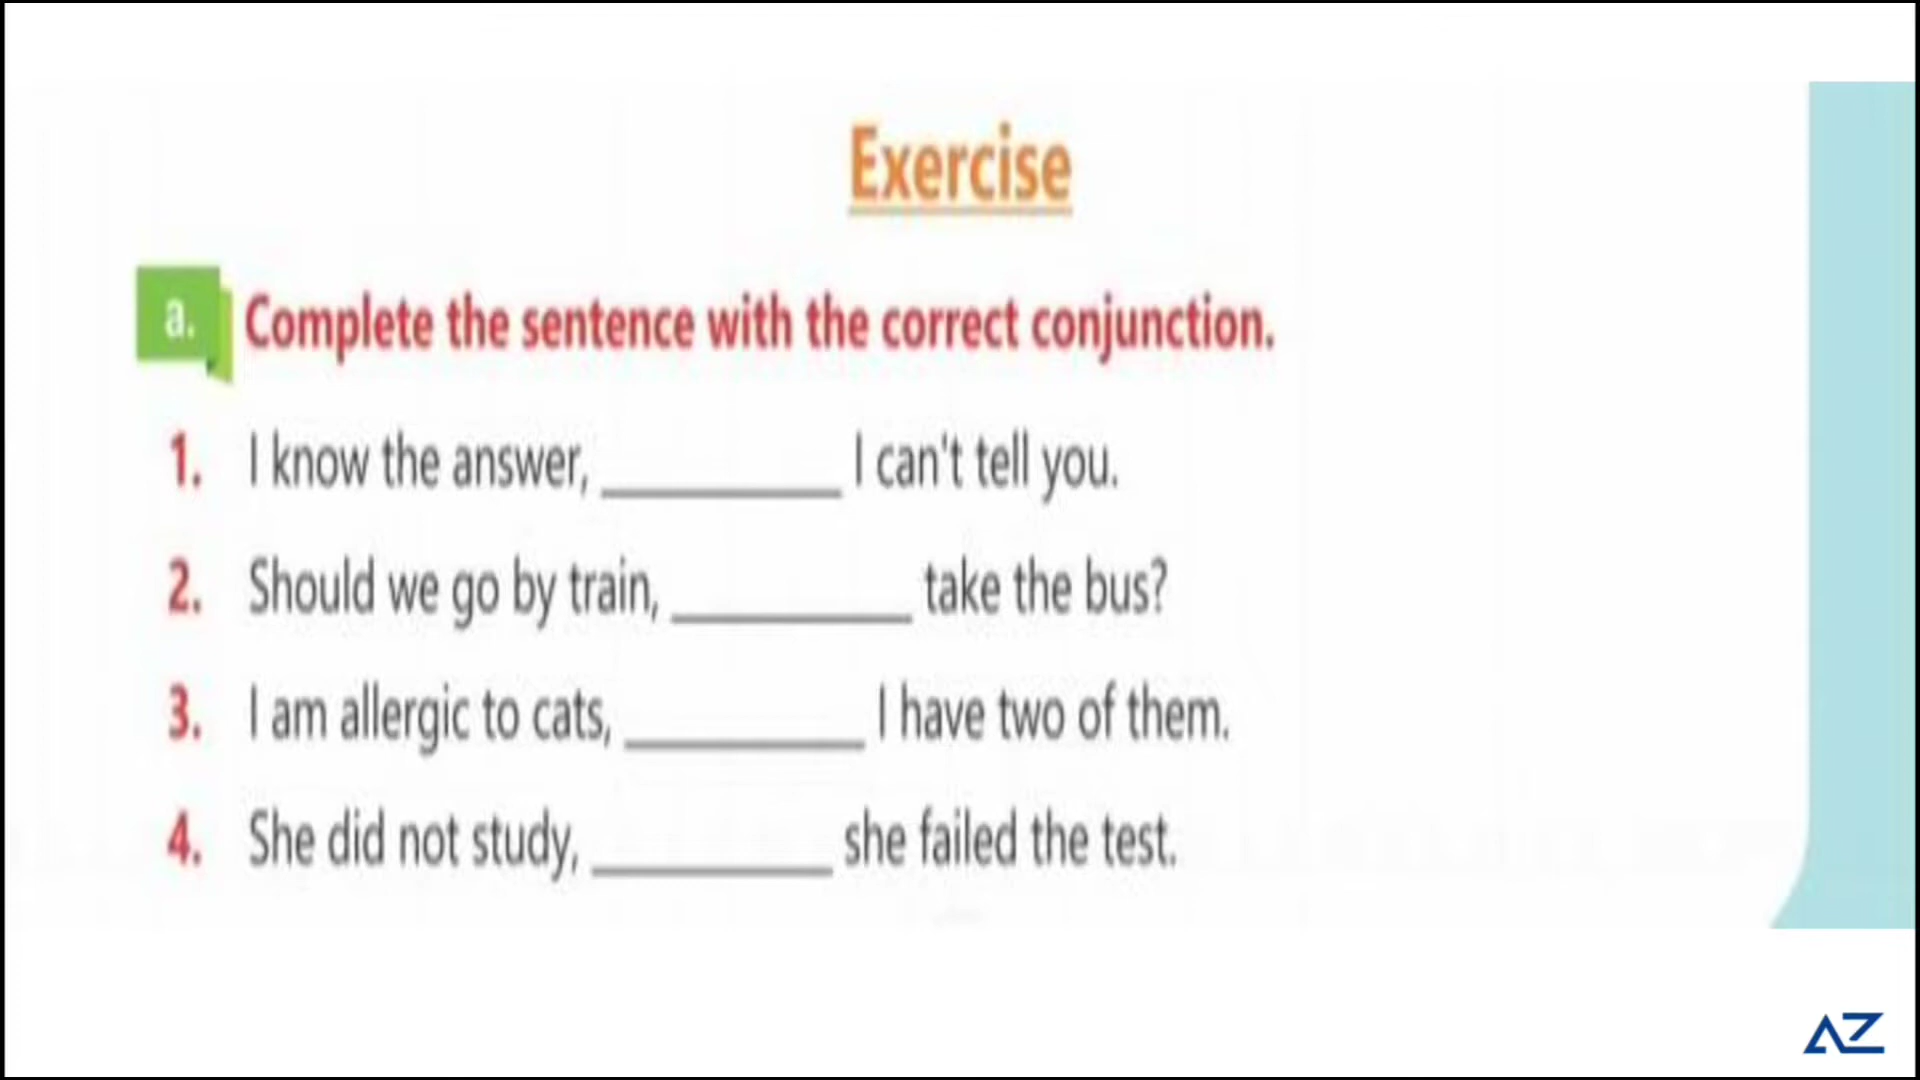 Exercise
a. Complete the sentence with the correct conjunction.
1. I know the answer, __________ I can't tell you.
2. Should we go by train, __________ take the bus?
3. I am allergic to cats, __________ I have two of them.
4. She did not study, __________ she failed the test.
AZ